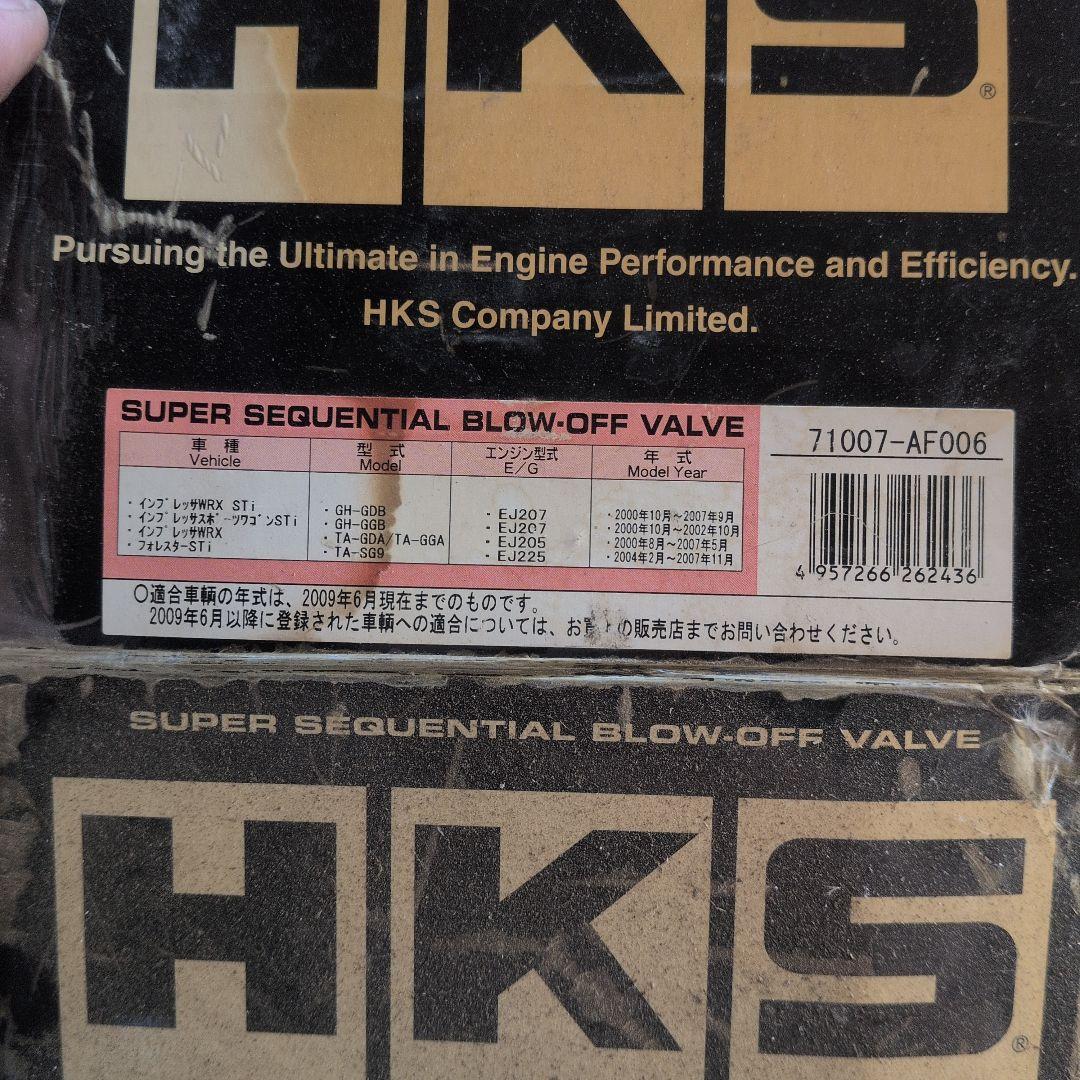 HKS®
Pursuing the Ultimate in Engine Performance and Efficiency.
HKS Company Limited.
SUPER SEQUENTIAL BLOW-OFF VALVE
71007-AF006
車種 型式 エンジン型式 年式
Vehicle Model E/G Model Year
・インプレッサWRX STi ・GH-GDB ・EJ207 ・2000年10月~2007年9月
・インプレッサスポーツワゴンSTi ・GH-GGB ・EJ207 ・2000年10月~2002年10月
・インプレッサWRX ・TA-GDA/TA-GGA ・EJ205 ・2000年8月~2007年5月
・フォレスターSTi ・TA-SG9 ・EJ225 ・2004年2月~2007年11月
4 957266 262436
○適合車輌の年式は、2009年6月現在までのものです。
2009年6月以降に登録された車輌への適合については、お の販売店までお問い合わせください。
SUPER SEQUENTIAL BLOW-OFF VALVE
HKS®